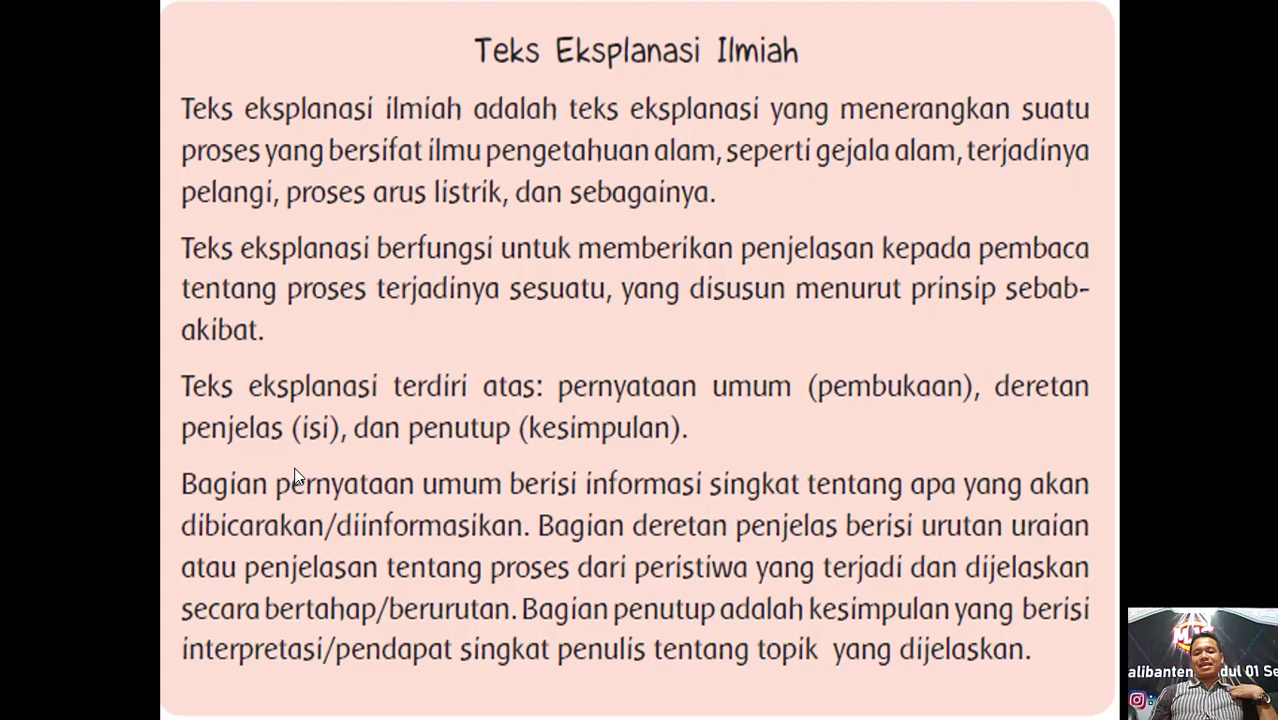 Teks Eksplanasi Ilmiah
Teks eksplanasi ilmiah adalah teks eksplanasi yang menerangkan suatu
proses yang bersifat ilmu pengetahuan alam, seperti gejala alam, terjadinya
pelangi, proses arus listrik, dan sebagainya.
Teks eksplanasi berfungsi untuk memberikan penjelasan kepada pembaca
tentang proses terjadinya sesuatu, yang disusun menurut prinsip sebab-
akibat.
Teks eksplanasi terdiri atas: pernyataan umum (pembukaan), deretan
penjelas (isi), dan penutup (kesimpulan).
Bagian pernyataan umum berisi informasi singkat tentang apa yang akan
dibicarakan/diinformasikan. Bagian deretan penjelas berisi urutan uraian
atau penjelasan tentang proses dari peristiwa yang terjadi dan dijelaskan
secara bertahap/berurutan. Bagian penutup adalah kesimpulan yang berisi
interpretasi/pendapat singkat penulis tentang topik yang dijelaskan.
alibanten dul 01 Se